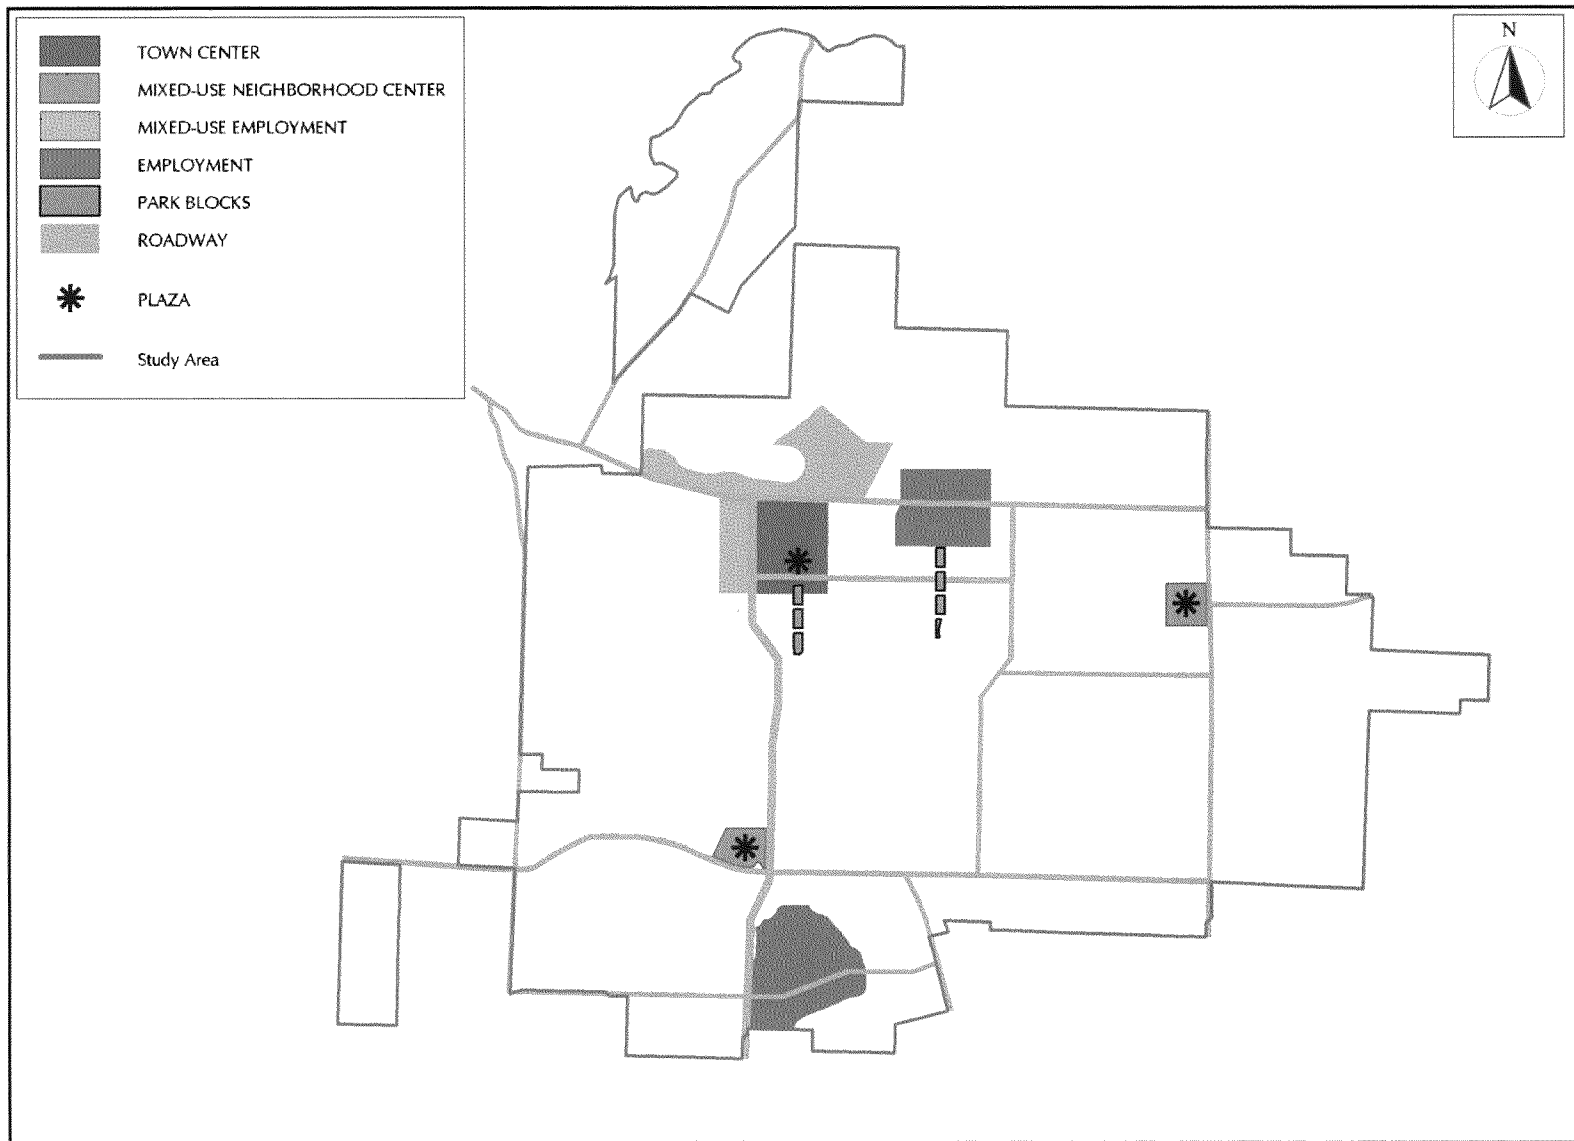 TOWN CENTER
MIXED-USE NEIGHBORHOOD CENTER
MIXED-USE EMPLOYMENT
EMPLOYMENT
PARK BLOCKS
ROADWAY
PLAZA
Study Area
N